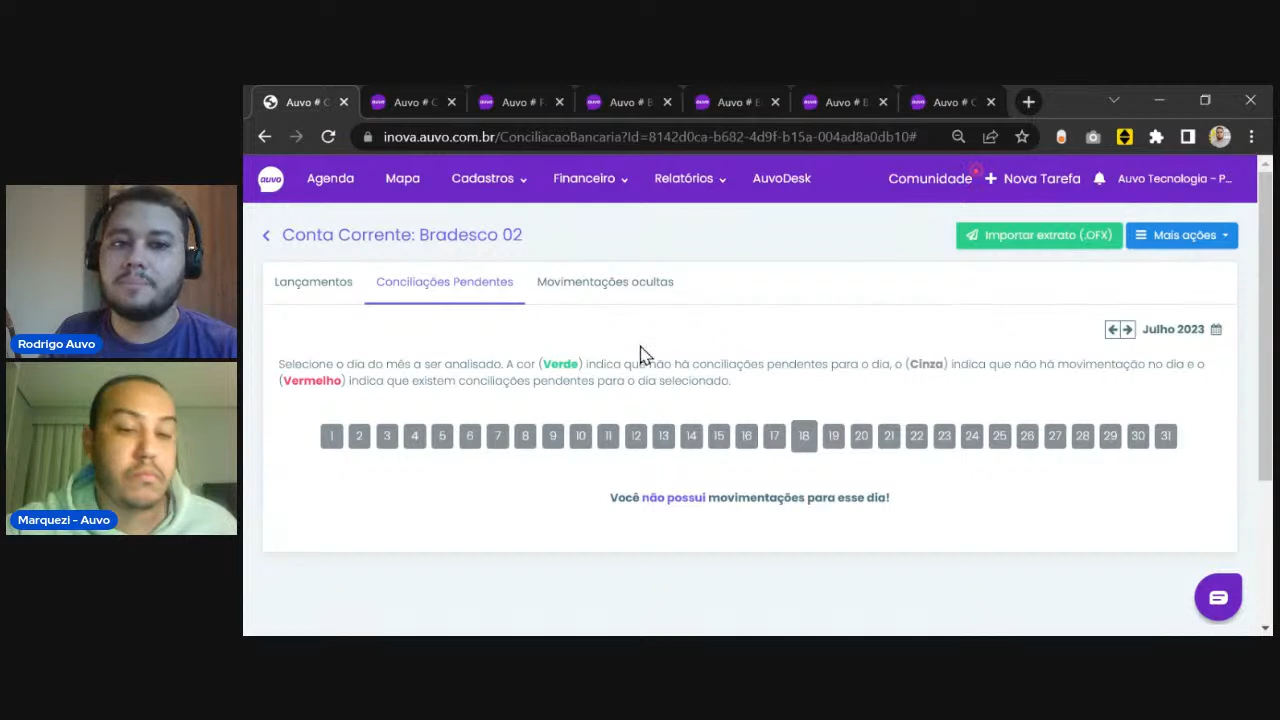 Auvo # C
Auvo # C
Auvo # F
Auvo # E
Auvo # E
Auvo # E
Auvo # C
inova.auvo.com.br/ConciliacaoBancaria?Id=8142d0ca-b682-4d9f-b15a-004ad8a0db10#
auvo
Agenda
Mapa
Cadastros
Financeiro
Relatórios
AuvoDesk
Comunidade
Nova Tarefa
Auvo Tecnologia - P...
Conta Corrente: Bradesco 02
Importar extrato (.OFX)
Mais ações
Lançamentos
Conciliações Pendentes
Movimentações ocultas
Julho 2023
Selecione o dia do mês a ser analisado. A cor (Verde) indica que não há conciliações pendentes para o dia, o (Cinza) indica que não há movimentação no dia e o
(Vermelho) indica que existem conciliações pendentes para o dia selecionado.
1 2 3 4 5 6 7 8 9 10 11 12 13 14 15 16 17 18 19 20 21 22 23 24 25 26 27 28 29 30 31
Você não possui movimentações para esse dia!
Rodrigo Auvo
Marquezi - Auvo